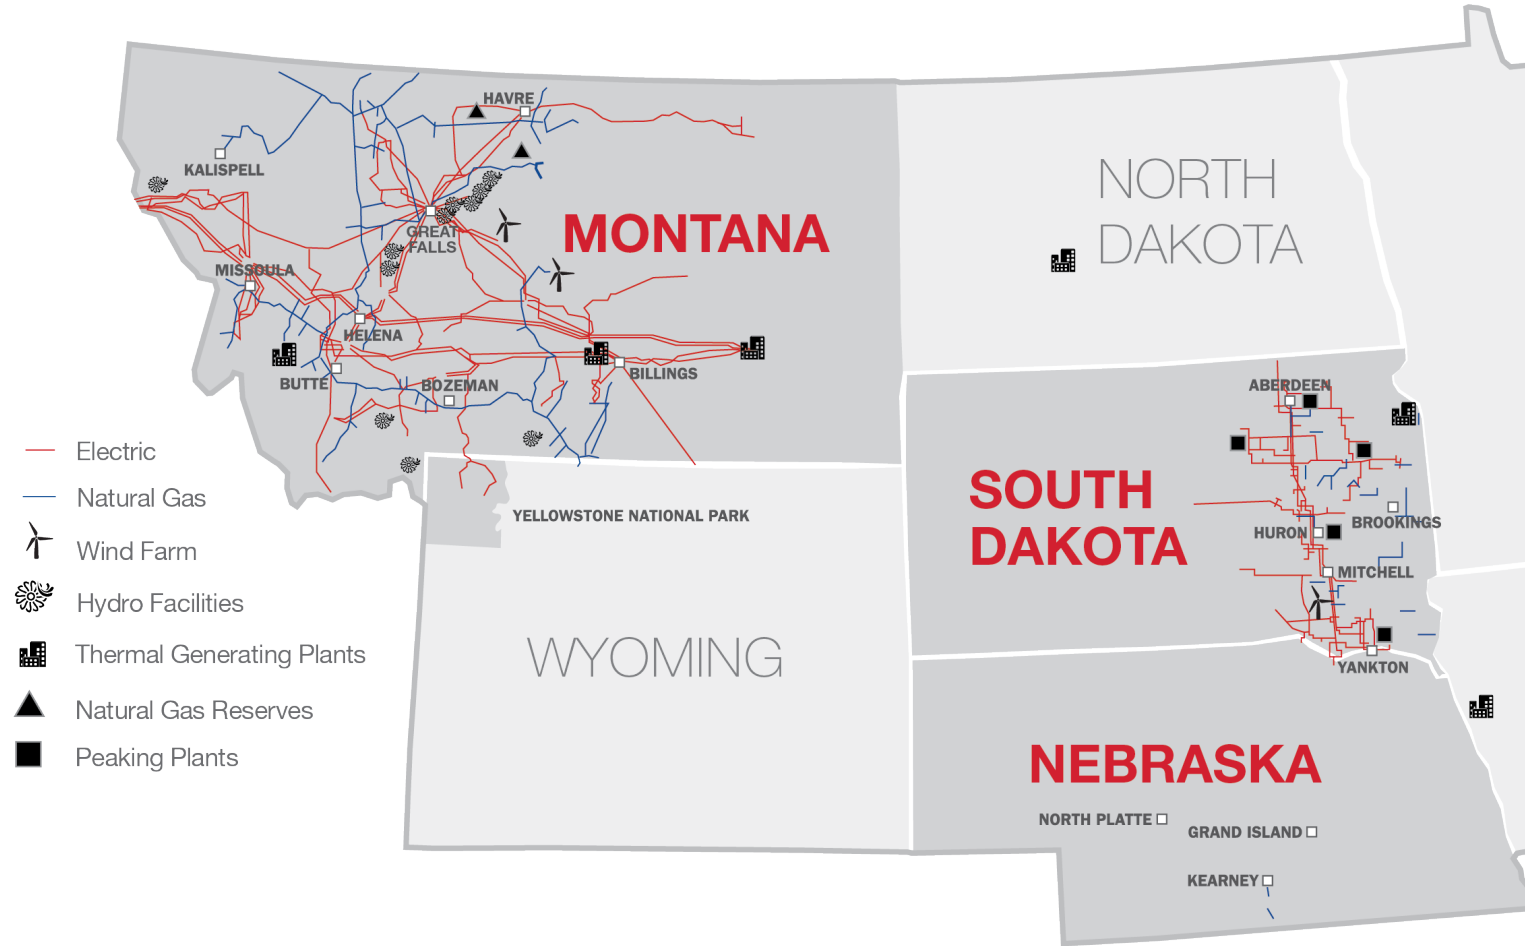 HAVRE
KALISPELL
NORTH
DAKOTA
MONTANA
GREAT
FALLS
MISSOULA
HELENA
BUTTE
BOZEMAN
BILLINGS
ABERDEEN
Electric
Natural Gas
Wind Farm
Hydro Facilities
Thermal Generating Plants
Natural Gas Reserves
Peaking Plants
YELLOWSTONE NATIONAL PARK
SOUTH
DAKOTA
BROOKINGS
HURON
MITCHELL
WYOMING
YANKTON
NEBRASKA
NORTH PLATTE
GRAND ISLAND
KEARNEY